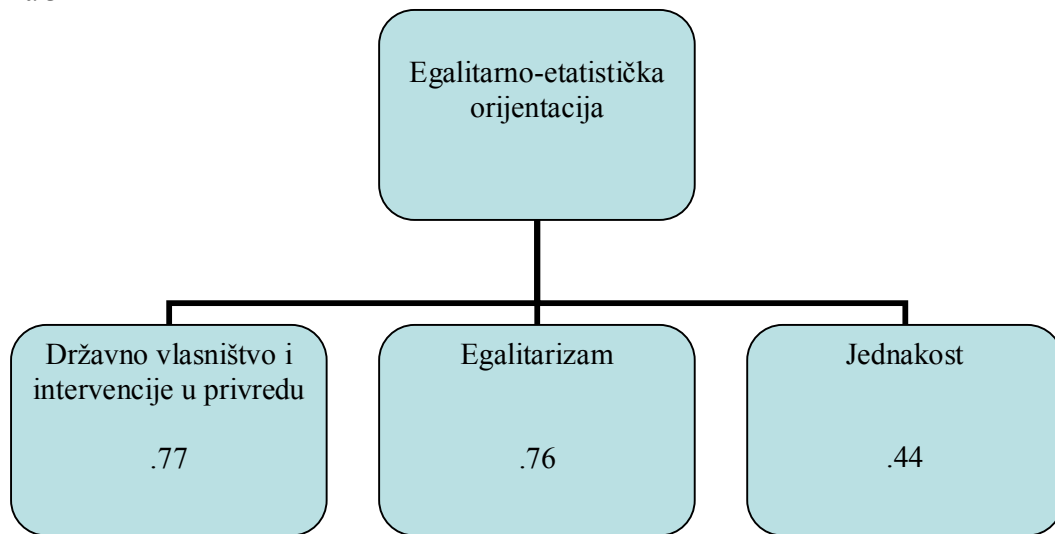 Egalitarno-etatistička
orijentacija
Državno vlasništvo i
intervencije u privredu
.77
Egalitarizam
.76
Jednakost
.44